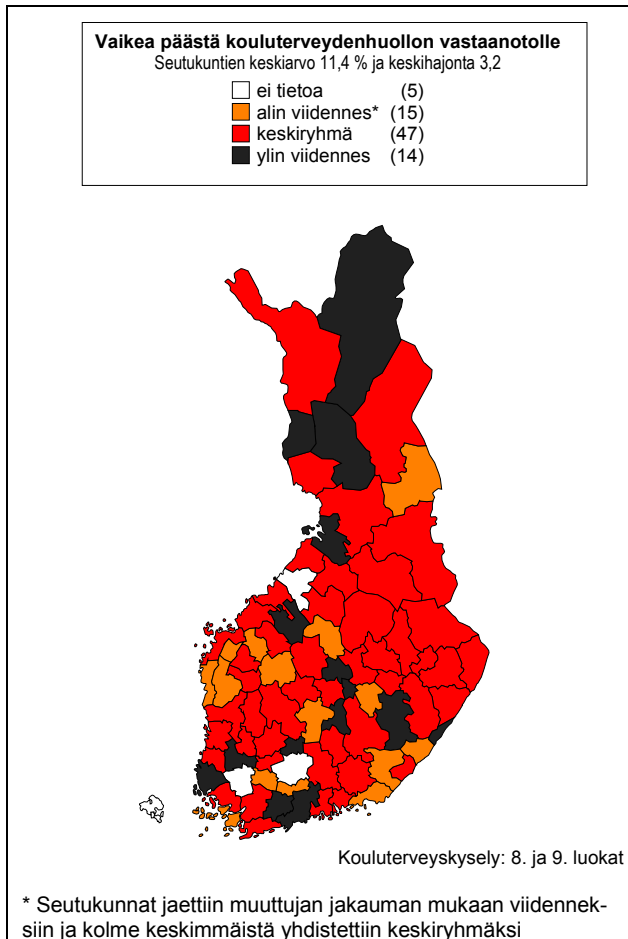 Vaikea päästä kouluterveydenhuollon vastaanotolle
Seutukuntien keskiarvo 11,4 % ja keskihajonta 3,2
ei tietoa (5)
alin viidennes* (15)
keskiryhmä (47)
ylin viidennes (14)
Kouluterveyskysely: 8. ja 9. luokat
* Seutukunnat jaettiin muuttujan jakauman mukaan viidennek-
siin ja kolme keskimmäistä yhdistettiin keskiryhmäksi